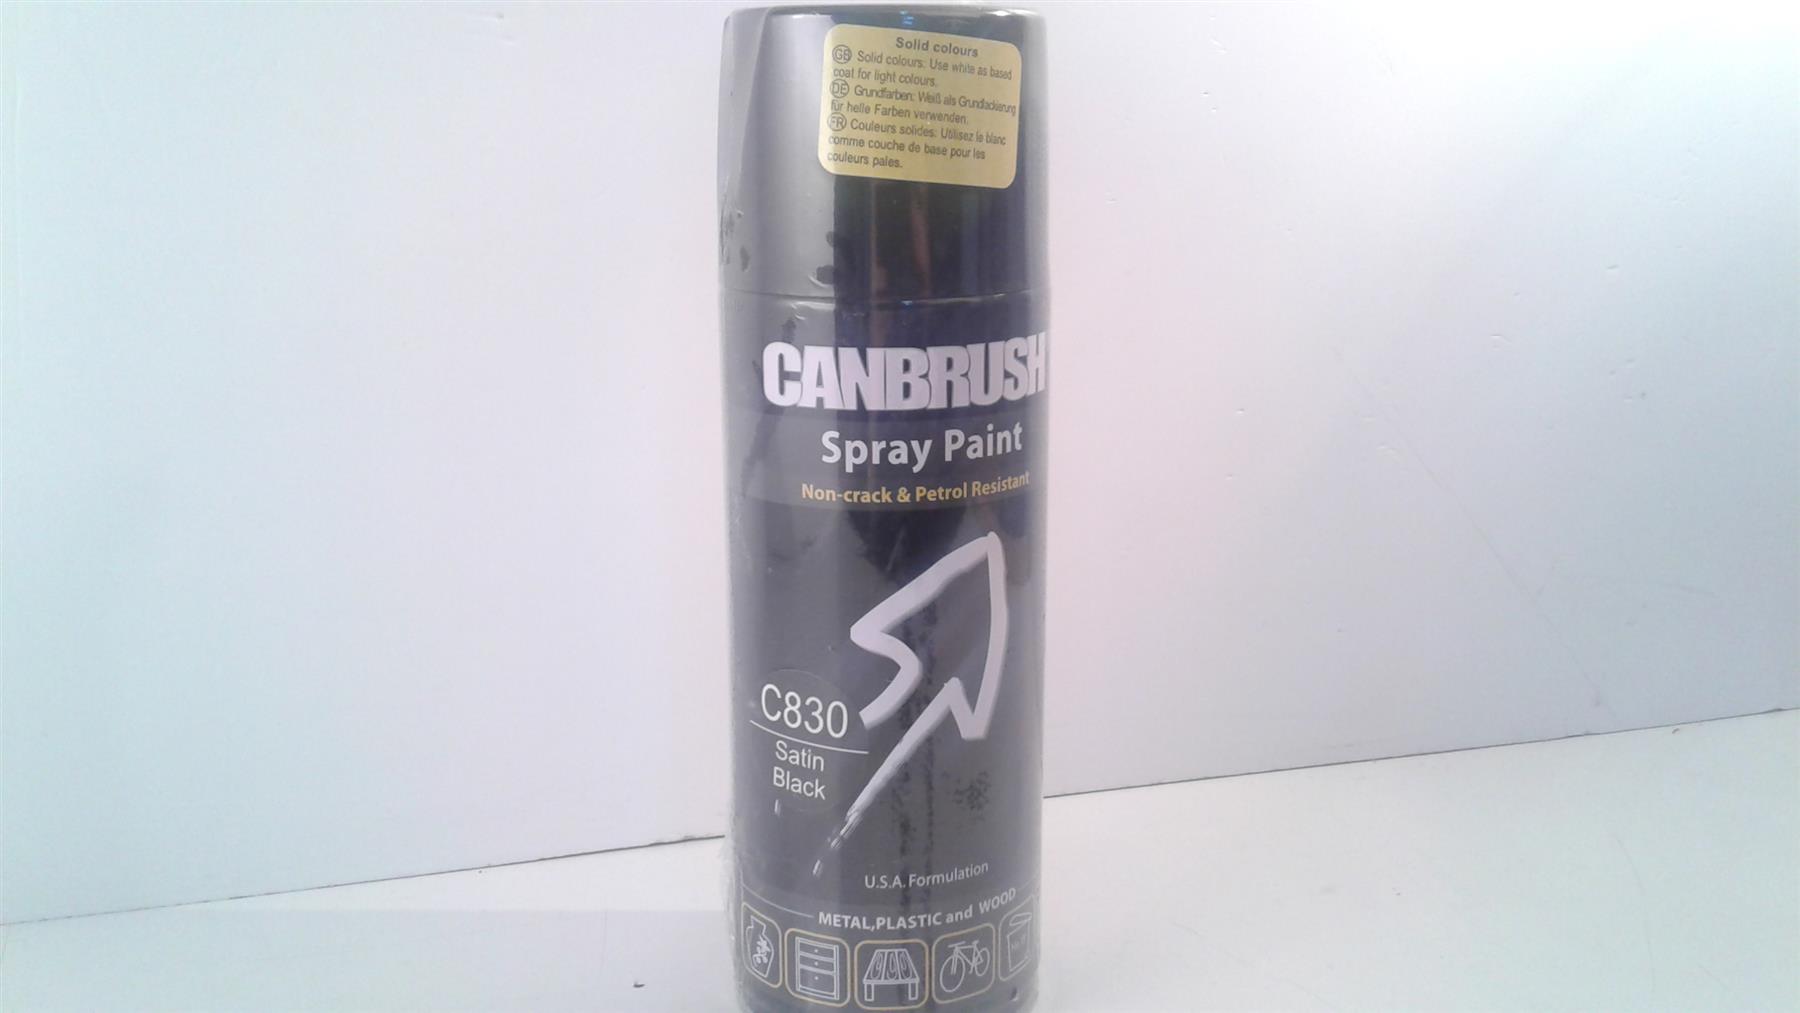 Solid colours
GB Solid colours: Use white as based
coat for light colours.
DE Grundfarben: Weiß als Grundlackierung
für helle Farben verwenden.
FR Couleurs solides: Utilisez le blanc
comme couche de base pour les
couleurs pales.
CANBRUSH
Spray Paint
Non-crack & Petrol Resistant
C830
Satin
Black
U.S.A. Formulation
METAL,PLASTIC and WOOD